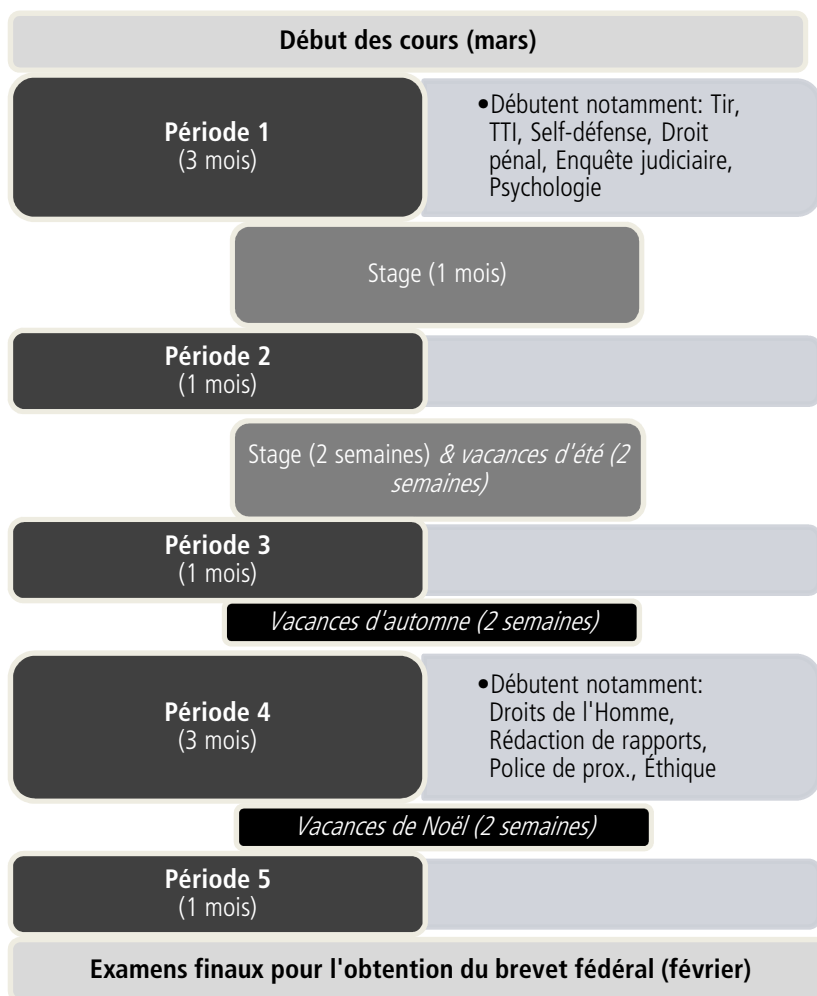 Début des cours (mars)
Période 1
(3 mois)
•Débutent notamment: Tir,
TTI, Self-défense, Droit
pénal, Enquête judiciaire,
Psychologie
Stage (1 mois)
Période 2
(1 mois)
Stage (2 semaines) & vacances d'été (2
semaines)
Période 3
(1 mois)
Vacances d'automne (2 semaines)
Période 4
(3 mois)
•Débutent notamment:
Droits de l'Homme,
Rédaction de rapports,
Police de prox., Éthique
Vacances de Noël (2 semaines)
Période 5
(1 mois)
Examens finaux pour l'obtention du brevet fédéral (février)